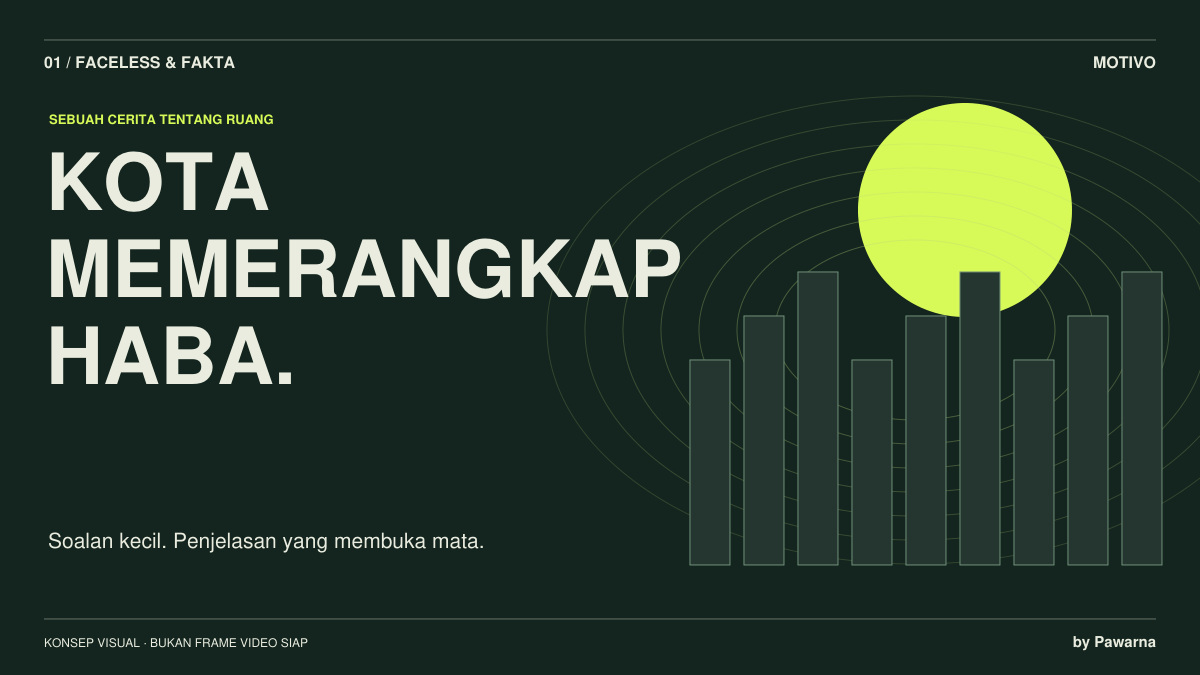 01 / FACELESS & FAKTA
MOTIVO
SEBUAH CERITA TENTANG RUANG
KOTA
MEMERANGKAP
HABA.
Soalan kecil. Penjelasan yang membuka mata.
KONSEP VISUAL · BUKAN FRAME VIDEO SIAP
by Pawarna